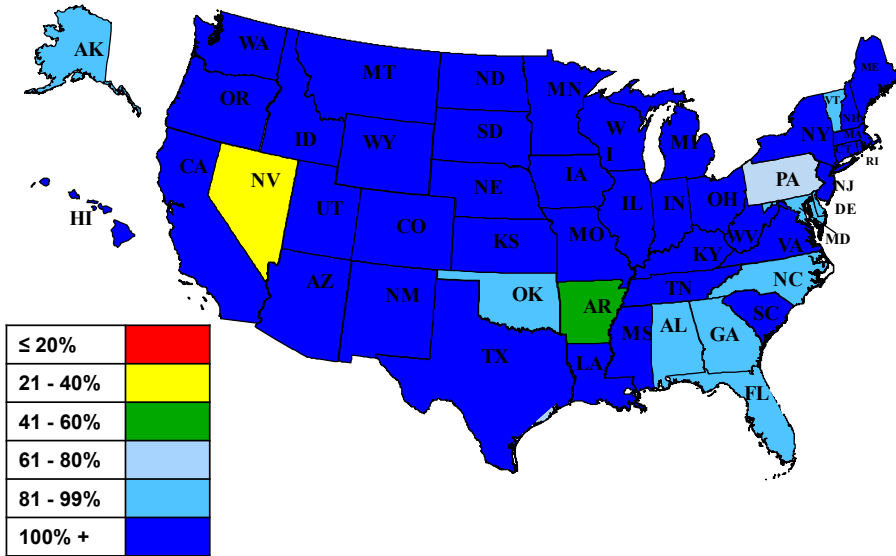 AK
WA
MT
ND
MN
ME
VT
NH
OR
ID
SD
W
I
MI
NY
MA
CT
RI
WY
CA
NV
NE
IA
PA
NJ
HI
UT
CO
IL
IN
OH
DE
MD
KS
MO
WV
VA
KY
AZ
NM
OK
AR
TN
NC
SC
MS
AL
GA
TX
LA
FL
≤ 20%
21 - 40%
41 - 60%
61 - 80%
81 - 99%
100% +